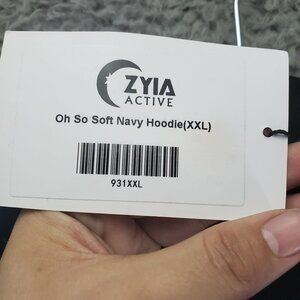 ZYIA
ACTIVE
Oh So Soft Navy Hoodie(XXL)
931XXL